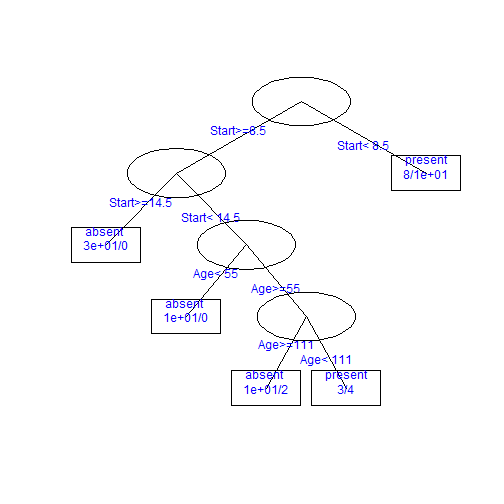 Start>=8.5
Start< 8.5
present
8/1e+01
Start>=14.5
Start< 14.5
absent
3e+01/0
Age< 55
Age>=55
absent
1e+01/0
Age>=111
Age< 111
absent
1e+01/2
present
3/4